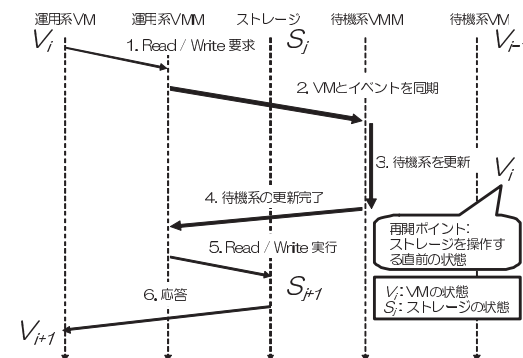 運用系VM 運用系VMM ストレージ 待機系VMM 待機系VM
Vi Sj Vi-1
1. Read / Write 要求
2. VMとイベントを同期
3. 待機系を更新
Vi
4. 待機系の更新完了
再開ポイント:
ストレージを操作す
る直前の状態
5. Read / Write 実行
6. 応答
Sj+1
Vi:VMの状態
Sj:ストレージの状態
Vi+1